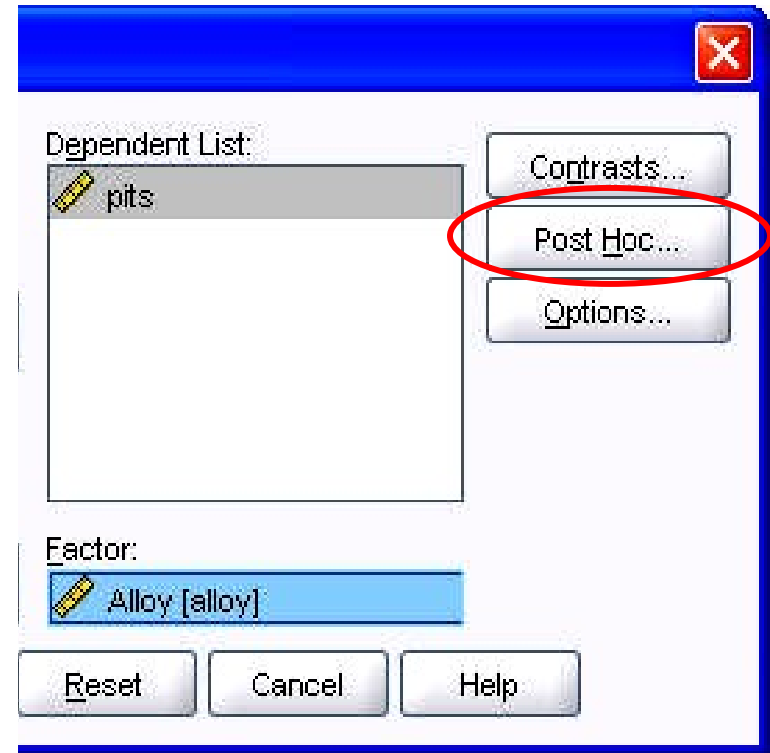 Dependent List:
pits
Contrasts...
Post Hoc...
Options...
Factor:
Alloy [alloy]
Reset
Cancel
Help